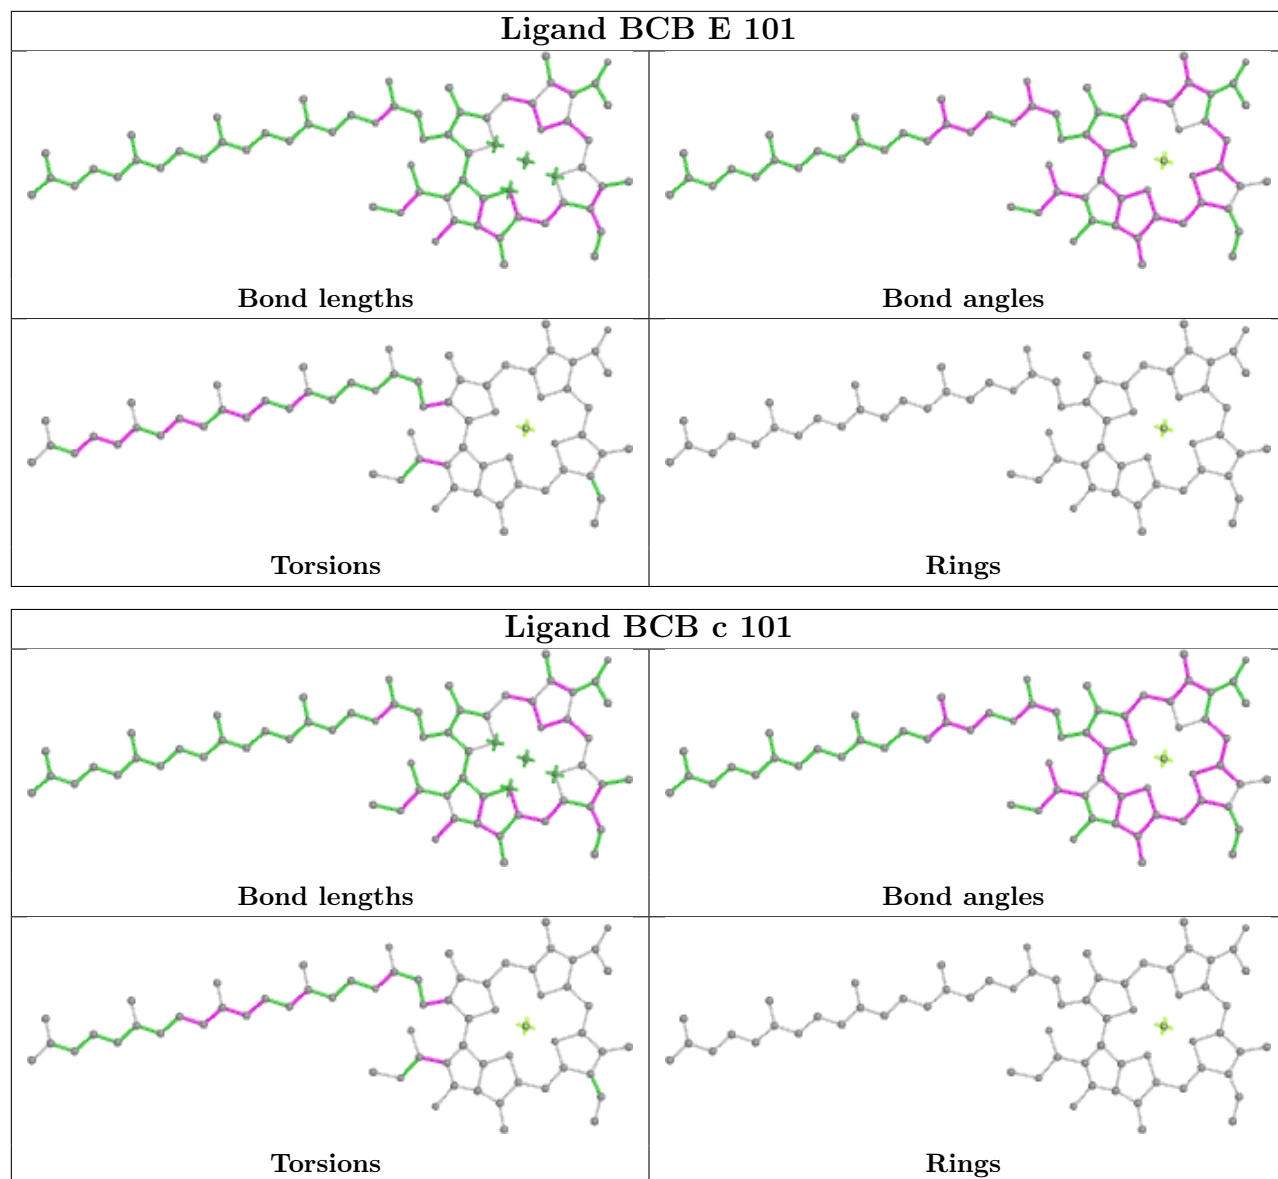 Ligand BCB E 101
Bond lengths
Bond angles
Torsions
Rings
Ligand BCB c 101
Bond lengths
Bond angles
Torsions
Rings